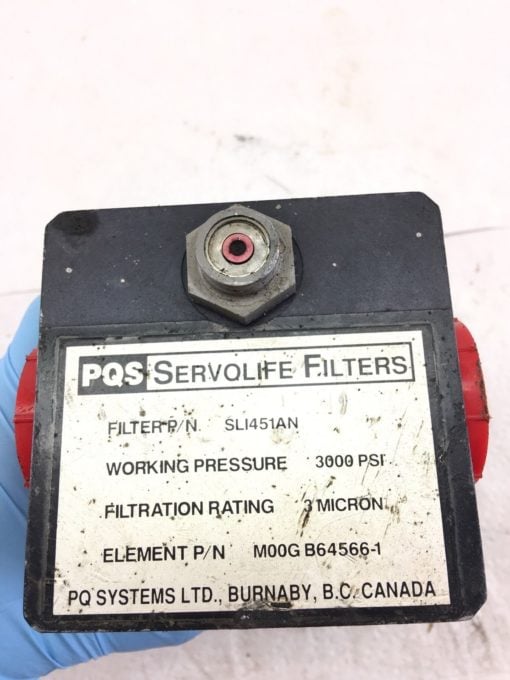 PQS SERVOLIFE FILTERS
FILTER P/N. SLI451AN
WORKING PRESSURE 3000 PSI
FILTRATION RATING 3 MICRON
ELEMENT P/N M00G B64566-1
PQ SYSTEMS LTD., BURNABY, B.C. CANADA